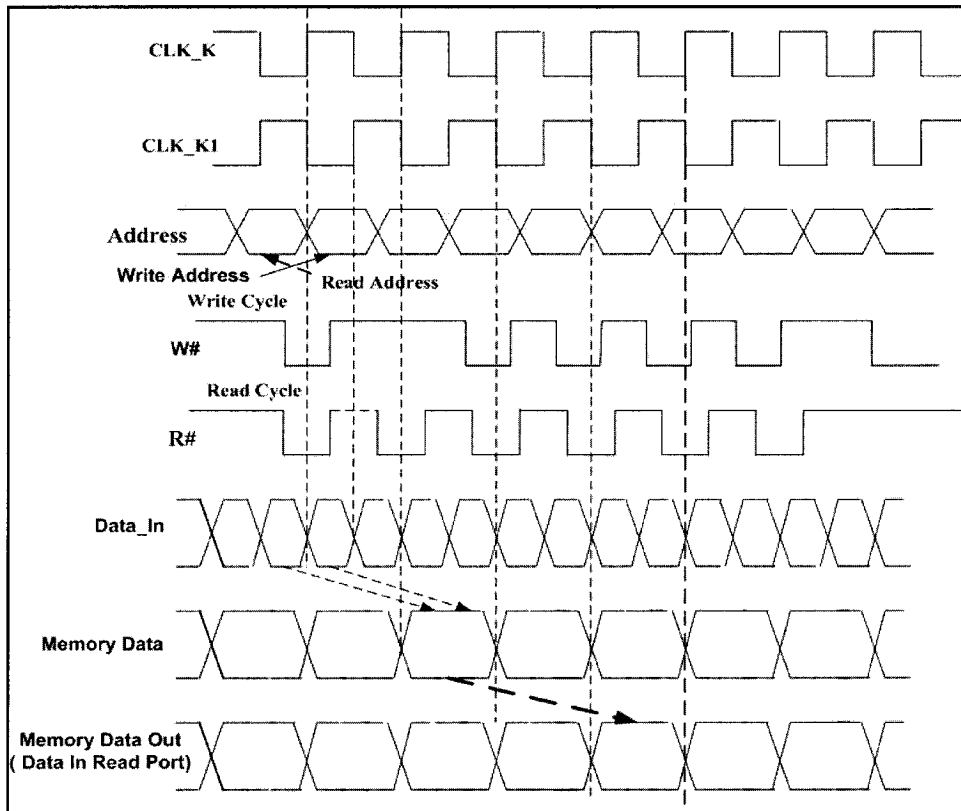 CLK_K
CLK_K1
Address
Write Address
Read Address
Write Cycle
W#
Read Cycle
R#
Data_In
Memory Data
Memory Data Out
( Data In Read Port)